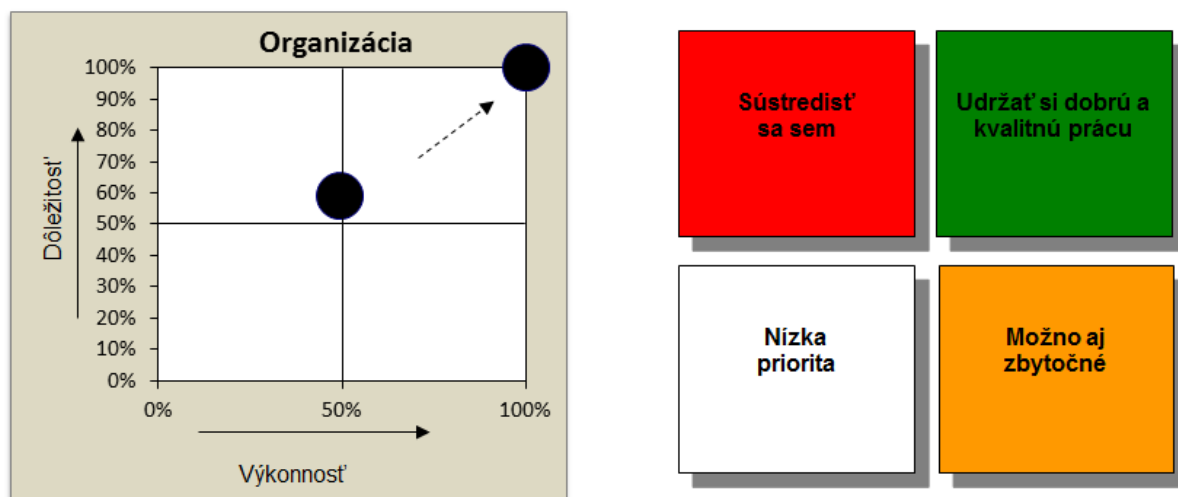 Organizácia
100%
90%
80%
70%
60%
50%
40%
30%
20%
10%
0%
0%
50%
100%
Dôležitosť
Výkonnosť
Sústredisť
sa sem
Udržať si dobrú a
kvalitnú prácu
Nízka
priorita
Možno aj
zbytočné